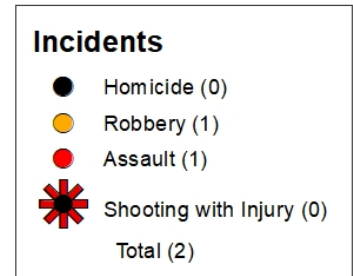 Incidents
Homicide (0)
Robbery (1)
Assault (1)
Shooting with Injury (0)
Total (2)